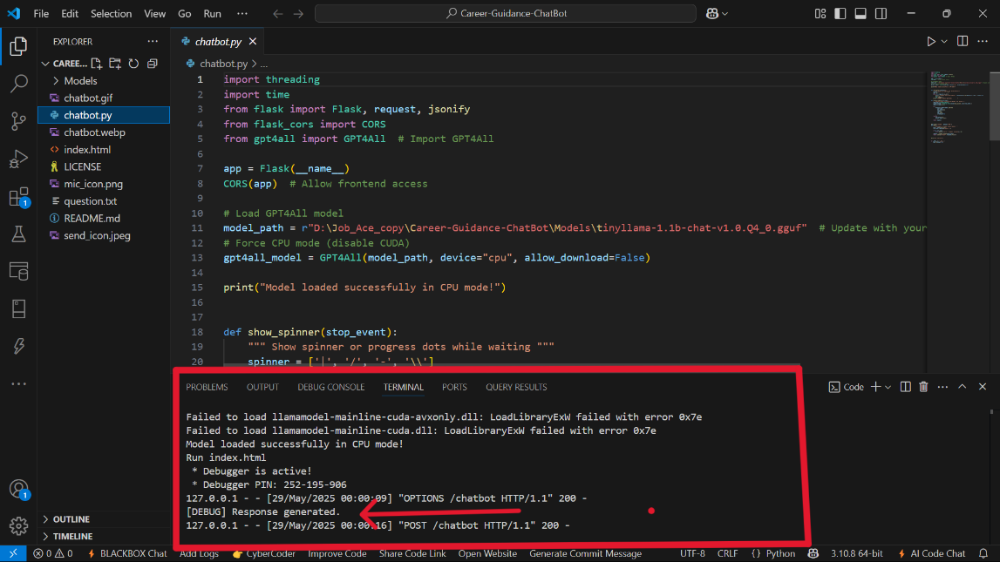 File Edit Selection View Go Run ··· Career-Guidance-ChatBot
EXPLORER ···
CAREE...
Models
chatbot.gif
chatbot.py
chatbot.webp
index.html
LICENSE
mic_icon.png
question.txt
README.md
send_icon.jpeg
OUTLINE
TIMELINE
1
1
chatbot.py
chatbot.py > ...
1 import threading
2 import time
3 from flask import Flask, request, jsonify
4 from flask_cors import CORS
5 from gpt4all import GPT4All  # Import GPT4All
6
7 app = Flask(__name__)
8 CORS(app)  # Allow frontend access
9
10 # Load GPT4All model
11 model_path = r"D:\Job_Ace_copy\Career-Guidance-ChatBot\Models\tinyllama-1.1b-chat-v1.0.Q4_0.gguf"  # Update with your
12 # Force CPU mode (disable CUDA)
13 gpt4all_model = GPT4All(model_path, device="cpu", allow_download=False)
14
15 print("Model loaded successfully in CPU mode!")
16
17
18 def show_spinner(stop_event):
19 """ Show spinner or progress dots while waiting """
20 spinner = ['|', '/', '-', '\\']
PROBLEMS OUTPUT DEBUG CONSOLE TERMINAL PORTS QUERY RESULTS Code
Failed to load llamamodel-mainline-cuda-avxonly.dll: LoadLibraryExW failed with error 0x7e
Failed to load llamamodel-mainline-cuda.dll: LoadLibraryExW failed with error 0x7e
Model loaded successfully in CPU mode!
Run index.html
 * Debugger is active!
 * Debugger PIN: 252-195-906
127.0.0.1 - - [29/May/2025 00:00:09] "OPTIONS /chatbot HTTP/1.1" 200 -
[DEBUG] Response generated.
127.0.0.1 - - [29/May/2025 00:00:16] "POST /chatbot HTTP/1.1" 200 -
0 0 BLACKBOX Chat Add Logs CyberCoder Improve Code Share Code Link Open Website Generate Commit Message UTF-8 CRLF {} Python 3.10.8 64-bit AI Code Chat